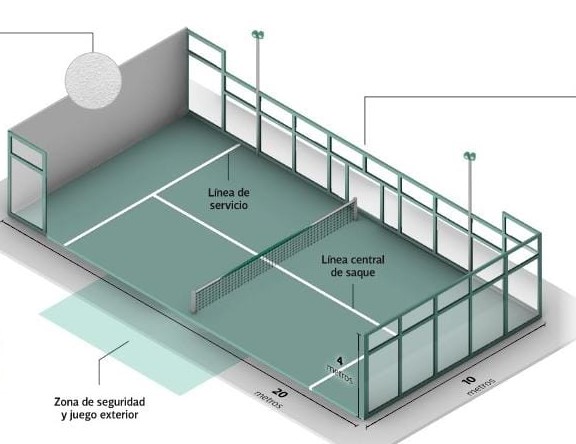 Línea de
servicio
Línea central
de saque
4
metros
10
metros
20
metros
Zona de seguridad
y juego exterior